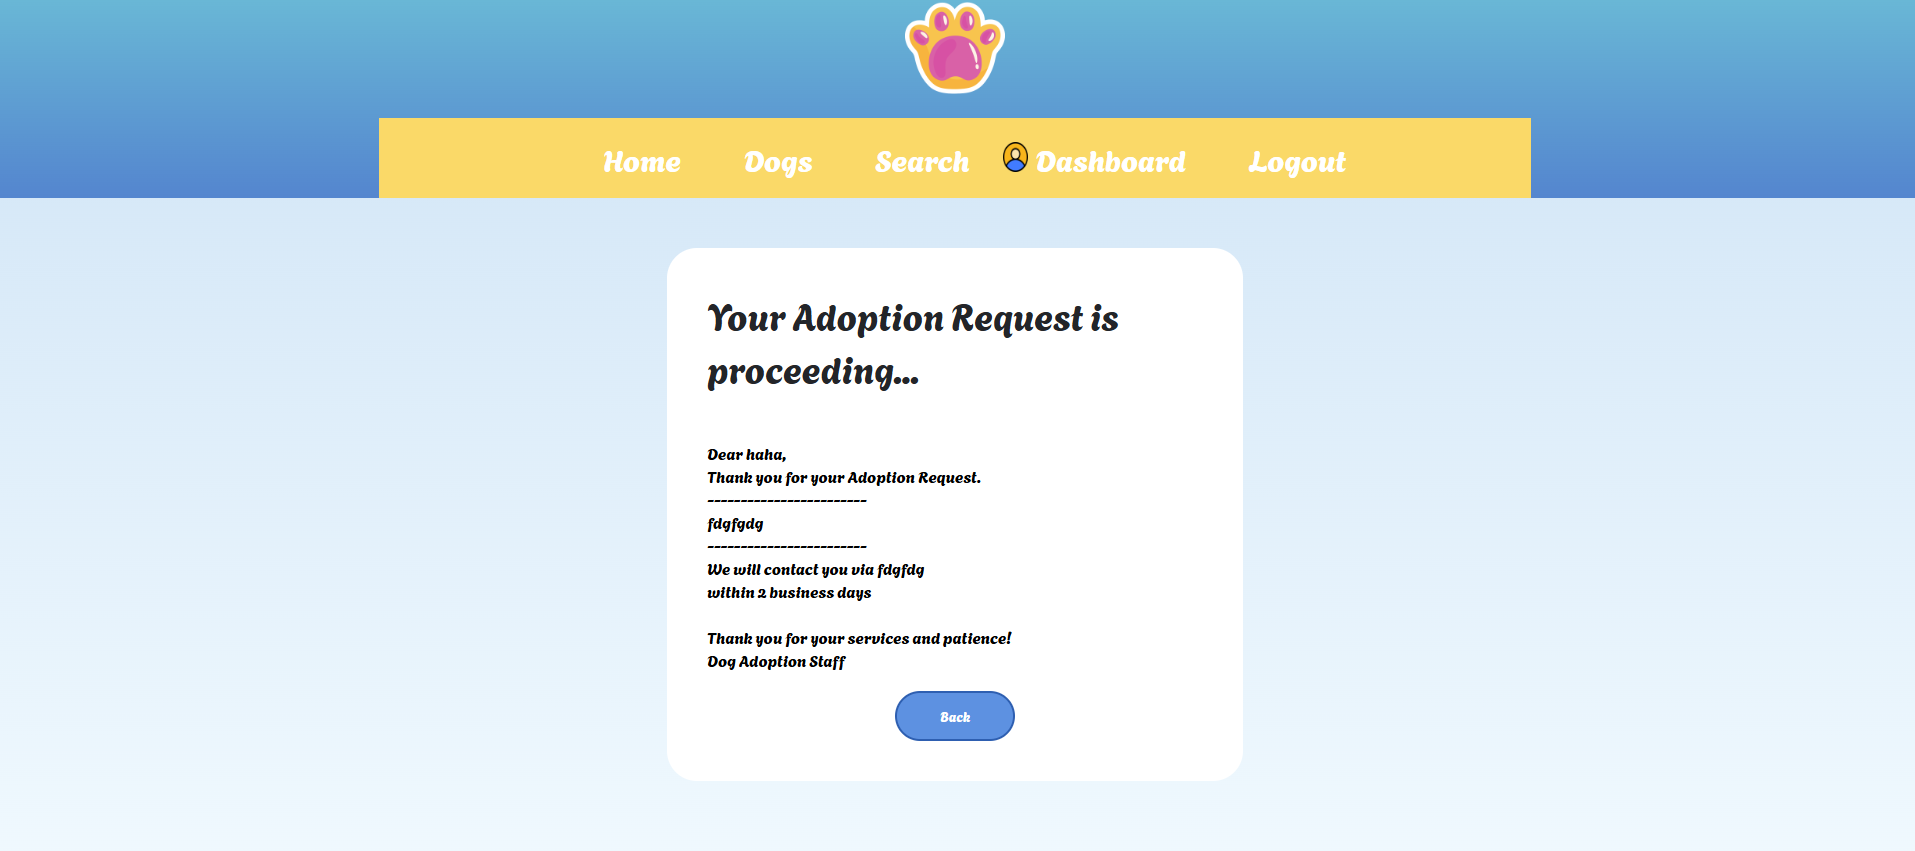 Home Dogs Search Dashboard Logout
Your Adoption Request is
proceeding...
Dear haha,
Thank you for your Adoption Request.
------------------------
fdgfgdg
------------------------
We will contact you via fdgfdg
within 2 business days
Thank you for your services and patience!
Dog Adoption Staff
Back